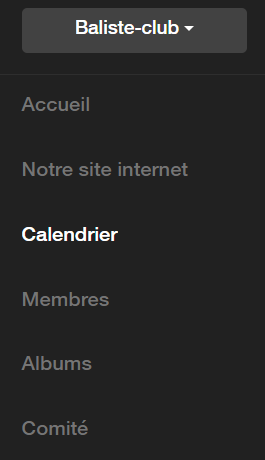 Baliste-club
Accueil
Notre site internet
Calendrier
Membres
Albums
Comité